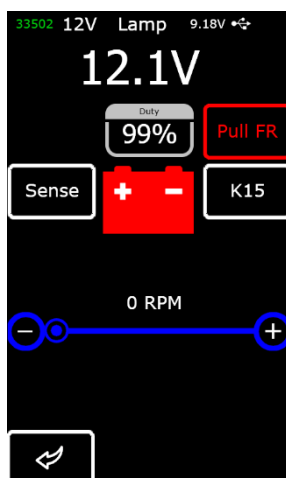 33502 12V Lamp 9.18V
12.1V
Duty
99%
Pull FR
Sense
+ -
K15
0 RPM
- +